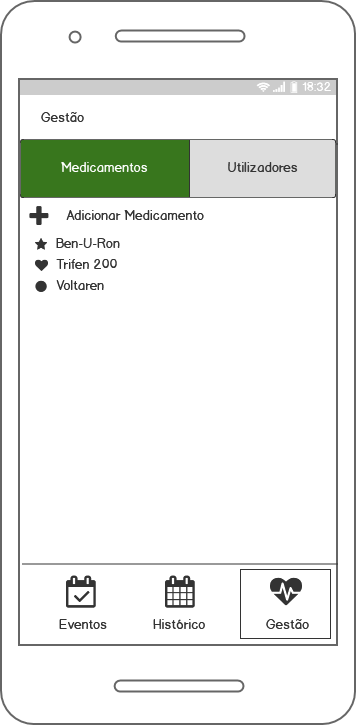 18:32
Gestão
Medicamentos Utilizadores
Adicionar Medicamento
Ben-U-Ron
Trifen 200
Voltaren
Eventos Histórico Gestão